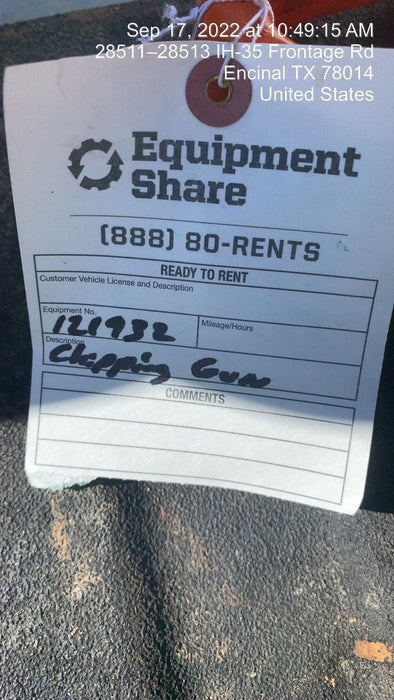 Sep 17, 2022 at 10:49:15 AM
28511–28513 IH-35 Frontage Rd
Encinal TX 78014
United States
Equipment
Share
(888) 80-RENTS
READY TO RENT
Customer Vehicle License and Description
Equipment No.
121932
Mileage/Hours
Description
Chipping Gun
COMMENTS